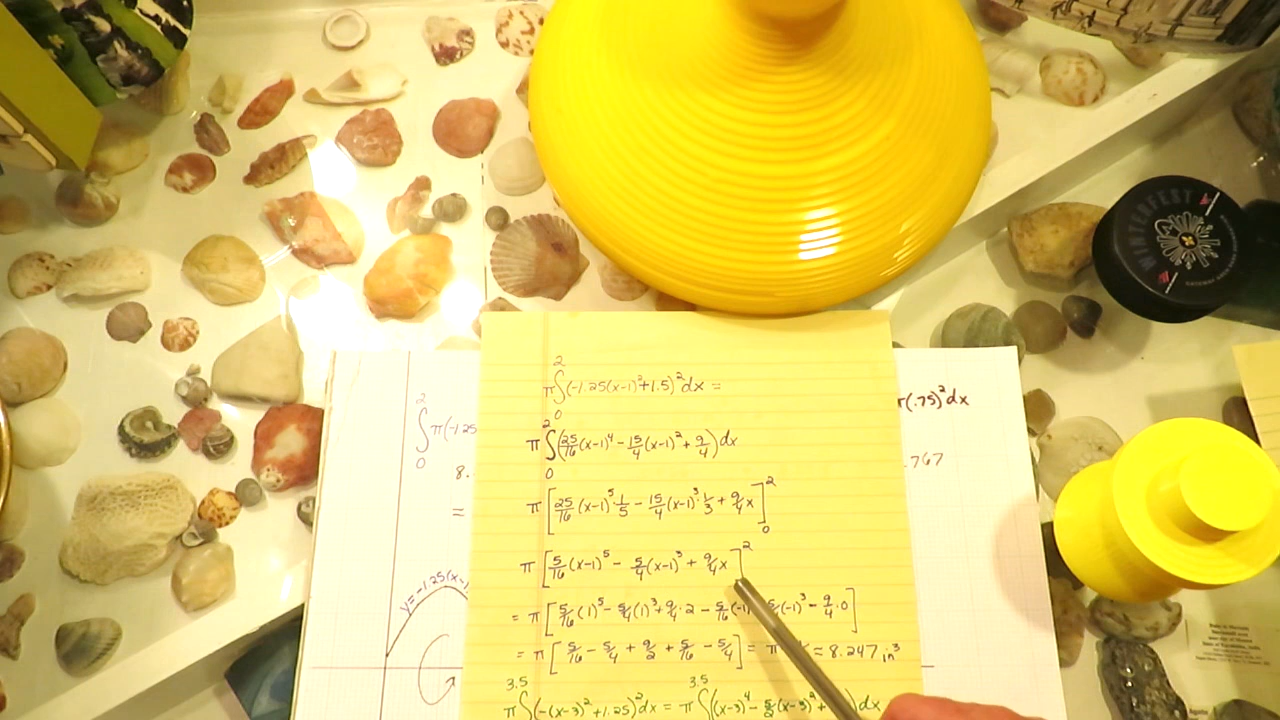 π∫₀² (-1.25(x-1)²+1.5)²dx =
π∫₀² (25/16(x-1)⁴ - 15/4(x-1)² + 9/4)dx
π[25/16(x-1)⁵·1/5 - 15/4(x-1)³·1/3 + 9/4x]₀²
π[5/16(x-1)⁵ - 5/4(x-1)³ + 9/4x]²
= π[5/16(1)⁵ - 5/4(1)³ + 9/4·2 - 5/16(-1) 5/4(-1)³ - 9/4·0]
= π[5/16 - 5/4 + 9/2 + 5/16 - 5/4] = π ≈ 8.247 in³
π∫³·⁵ (-(x-3)²+1.25)²dx = π∫³·⁵ ((x-3)⁴ - 5/2(x-3)² + )dx
∫₀² π(-1.25
8.
=
y=-1.25(x-1
π(.75)²dx
.767
WINTERFEST